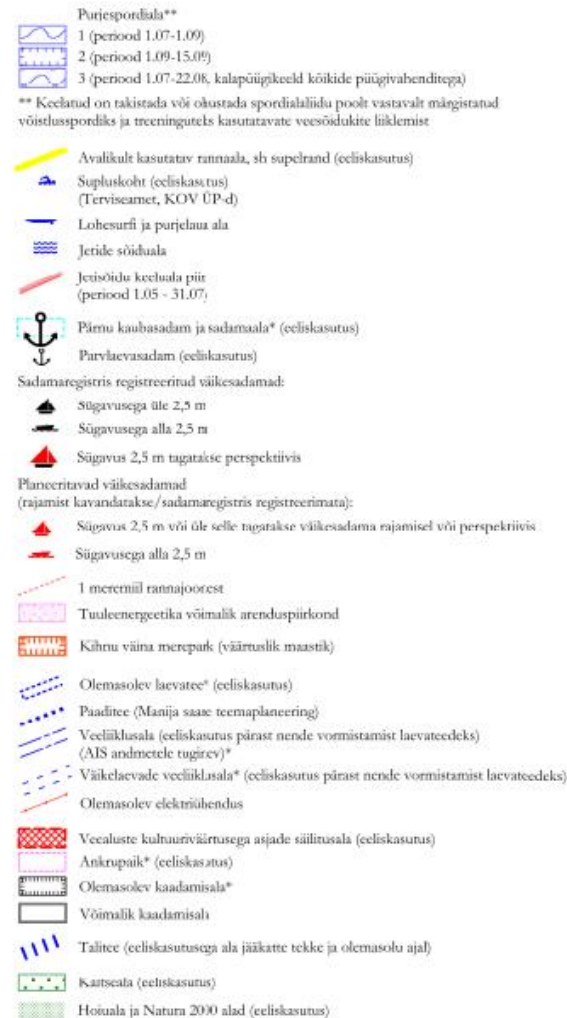 Purjespordiala**
1 (periood 1.07-1.09)
2 (periood 1.09-15.09)
3 (periood 1.07-22.08, kalapüügikeeld kõikide püügivahenditega)
** Keelatud on takistada või ohustada spordialaliidu poolt vastavalt märgistatud
võistlusspordiks ja treeninguteks kasutatavate veesõidukite liiklemist
Avalikult kasutatav rannaala, sh supelrand (eeliskasutus)
Supluskoht (eeliskasutus)
(Terviseamet, KOV ÜP-d)
Lohesurfi ja purjelaua ala
Jetide sõiduala
Jetisõidu keeluala piir
(periood 1.05 - 31.07)
Pärnu kaubasadam ja sadamaala* (eeliskasutus)
Parvlaevasadam (eeliskasutus)
Sadamaregistris registreeritud väikesadamad:
Sügavusega üle 2,5 m
Sügavusega alla 2,5 m
Sügavus 2,5 m tagatakse perspektiivis
Planeeritavad väikesadamad
(rajamist kavandatakse/sadamaregistris registreerimata):
Sügavus 2,5 m või üle selle tagatakse väikesadama rajamisel või perspektiivis
Sügavusega alla 2,5 m
1 meremiil rannajoonest
Tuuleenergeetika võimalik arenduspiirkond
Kihnu väina merepark (väärtuslik maastik)
Olemasolev laevatee* (eeliskasutus)
Paaditee (Manija saare teemaplaneering)
Veeliiklusala (eeliskasutus pärast nende vormistamist laevateedeks)
(AIS andmetele tuginev)*
Väikelaevade veeliiklusala* (eeliskasutus pärast nende vormistamist laevateedeks)
Olemasolev elektriühendus
Veealuste kultuuriväärtusega asjade säilitusala (eeliskasutus)
Ankrupaik* (eeliskasutus)
Olemasolev kaadamisala*
Võimalik kaadamisala
Talitee (eeliskasutusega ala jääkatte tekke ja olemasolu ajal)
Kaitseala (eeliskasutus)
Hoiuala ja Natura 2000 alad (eeliskasutus)